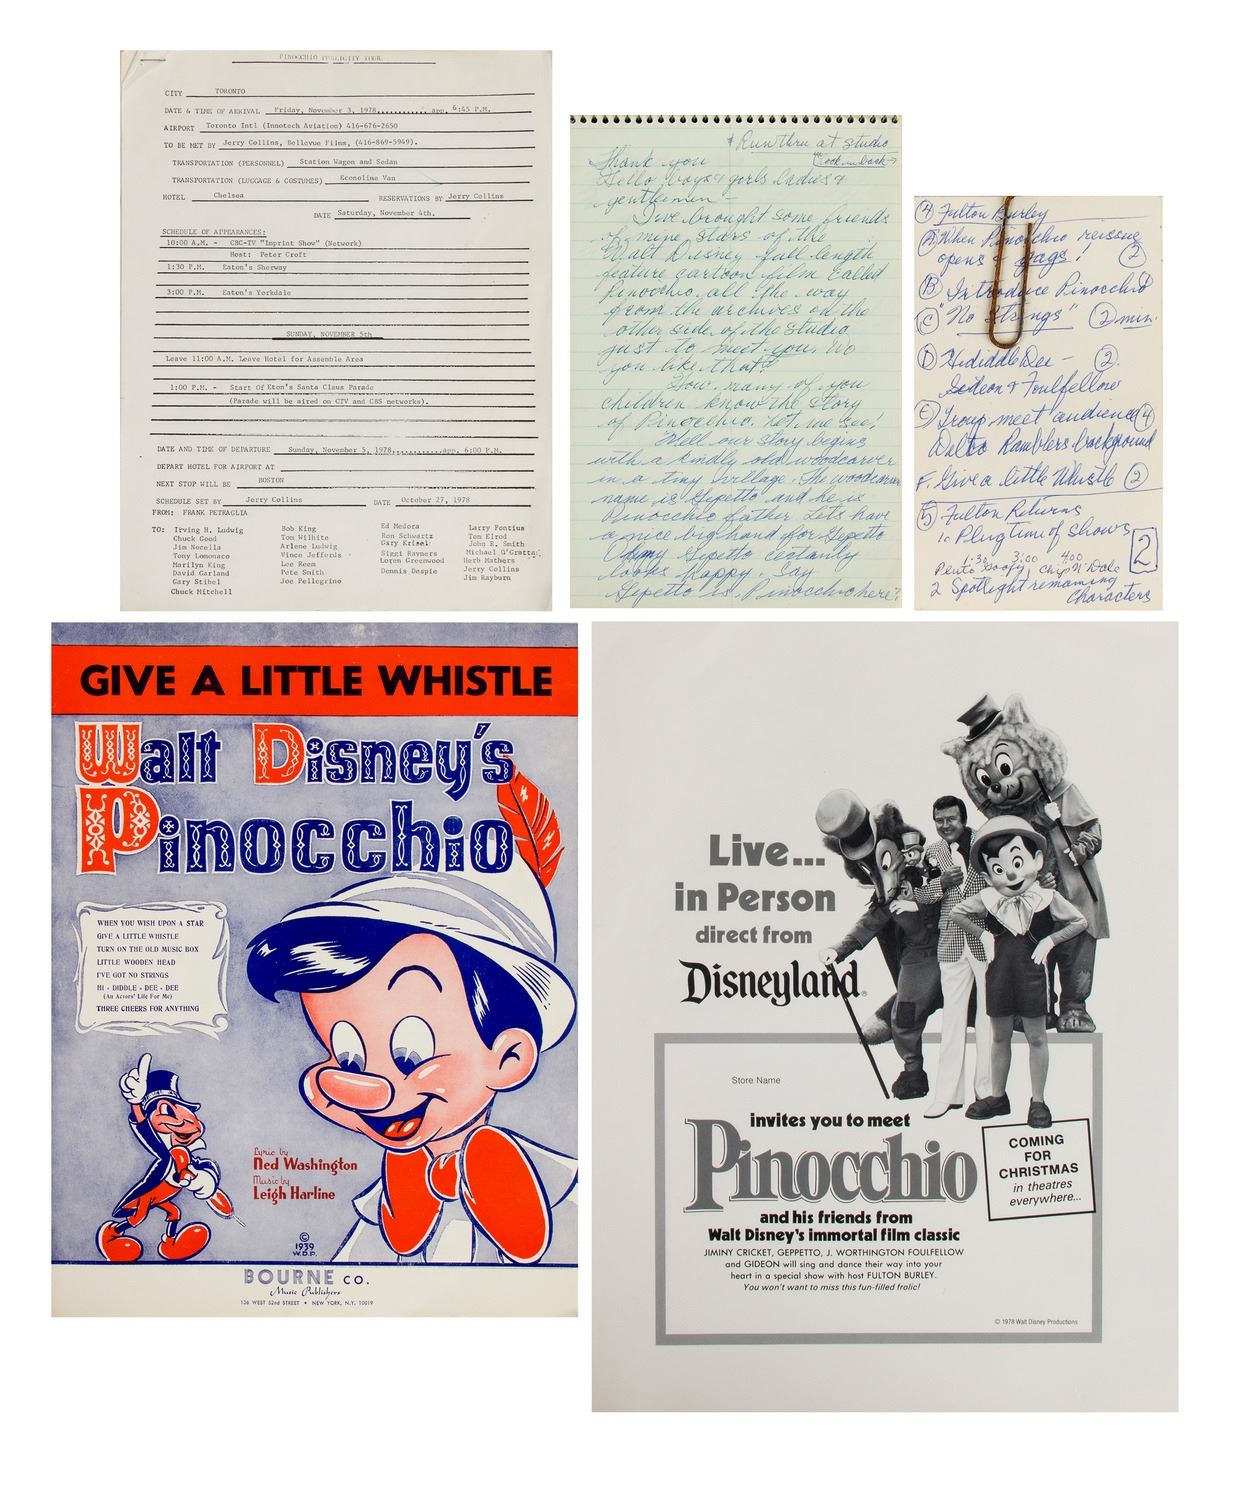 PINOCCHIO PUBLICITY TOUR
CITY TORONTO
DATE & TIME OF ARRIVAL Friday, November 3, 1978............ app. 6:45 P.M.
AIRPORT Toronto Intl (Innotech Aviation) 416-676-2650
TO BE MET BY Jerry Collins, Bellevue Films, (416-869-5949).
TRANSPORTATION (PERSONNEL) Station Wagon and Sedan
TRANSPORTATION (LUGGAGE & COSTUMES) Econoline Van
HOTEL Chelsea RESERVATIONS BY Jerry Collins
DATE Saturday, November 4th.
SCHEDULE OF APPEARANCES:
10:00 A.M. - CBC-TV "Imprint Show" (Network)
Host: Peter Croft
1:30 P.M. Eaton's Sherway
3:00 P.M. Eaton's Yorkdale
SUNDAY, NOVEMBER 5th
Leave 11:00 A.M. Leave Hotel for Assemble Area
1:00 P.M. - Start Of Eton's Santa Claus Parade
(Parade will be aired on CTV and CBS networks).
DATE AND TIME OF DEPARTURE Sunday, November 5, 1978..........app. 6:00 P.M.
DEPART HOTEL FOR AIRPORT AT
NEXT STOP WILL BE BOSTON
SCHEDULE SET BY Jerry Collins DATE October 27, 1978
FROM: FRANK PETRAGLIA
TO: Irving H. Ludwig
Chuck Good
Jim Nocella
Tony Lomonaco
Marilyn King
David Garland
Gary Stibel
Chuck Mitchell
Bob King
Tom Wilhite
Arlene Ludwig
Vince Jefferds
Lee Reem
Pete Smith
Joe Pellegrino
Ed Medora
Ron Schwartz
Gary Krisel
Siggi Rayners
Loren Greenwood
Dennis Despie
Larry Pontius
Tom Elrod
John R. Smith
Michael O'Grattan
Herb Mathers
Jerry Collins
Jim Rayburn
* Run thru at studio
Clock in back →
Thank you
Hello boys & girls ladies &
gentlemen -
I've brought some friends
of mine, stars of the
Walt Disney full length
feature cartoon film called
Pinocchio, all the way
from the archives on the
other side of the studio
just to meet you. Do
you like that?
How many of you
children know the story
of Pinocchio. Let me see!
Well our story begins
with a kindly old woodcarver
in a tiny village. The woodcarver
name is Gepetto and he is
Pinocchio father. Lets have
a nice big hand for Gepetto
My Gepetto certainly
looks happy. Say
Gepetto is Pinocchio here?
④ Fulton Burley
Ⓐ When Pinocchio reissue
opens & gags! ②
Ⓑ Introduce Pinocchio
Ⓒ "No Strings" ② min.
Ⓓ Hi diddle Dee - ②
Gideon & Foulfellow
Ⓔ Group meet audience ④
Delta Ramblers background
F. Give a little Whistle ②
⑤ Fulton Returns
1. Plug time of shows
1:30 3:00 4:00
Pluto Goofy, Chip N' Dale
2
2 Spotlight remaining
Characters
GIVE A LITTLE WHISTLE
Walt Disney's
Pinocchio
WHEN YOU WISH UPON A STAR
GIVE A LITTLE WHISTLE
TURN ON THE OLD MUSIC BOX
LITTLE WOODEN HEAD
I'VE GOT NO STRINGS
HI - DIDDLE - DEE - DEE
(An Actors' Life For Me)
THREE CHEERS FOR ANYTHING
Lyric by
Ned Washington
Music by
Leigh Harline
©
1939
W.D.P.
BOURNE CO.
Music Publishers
136 WEST 52nd STREET • NEW YORK, N.Y. 10019
Live...
in Person
direct from
Disneyland®
Store Name
invites you to meet
Pinocchio
and his friends from
Walt Disney's immortal film classic
JIMINY CRICKET, GEPPETTO, J. WORTHINGTON FOULFELLOW
and GIDEON will sing and dance their way into your
heart in a special show with host FULTON BURLEY.
You won't want to miss this fun-filled frolic!
COMING
FOR
CHRISTMAS
in theatres
everywhere...
© 1978 Walt Disney Productions